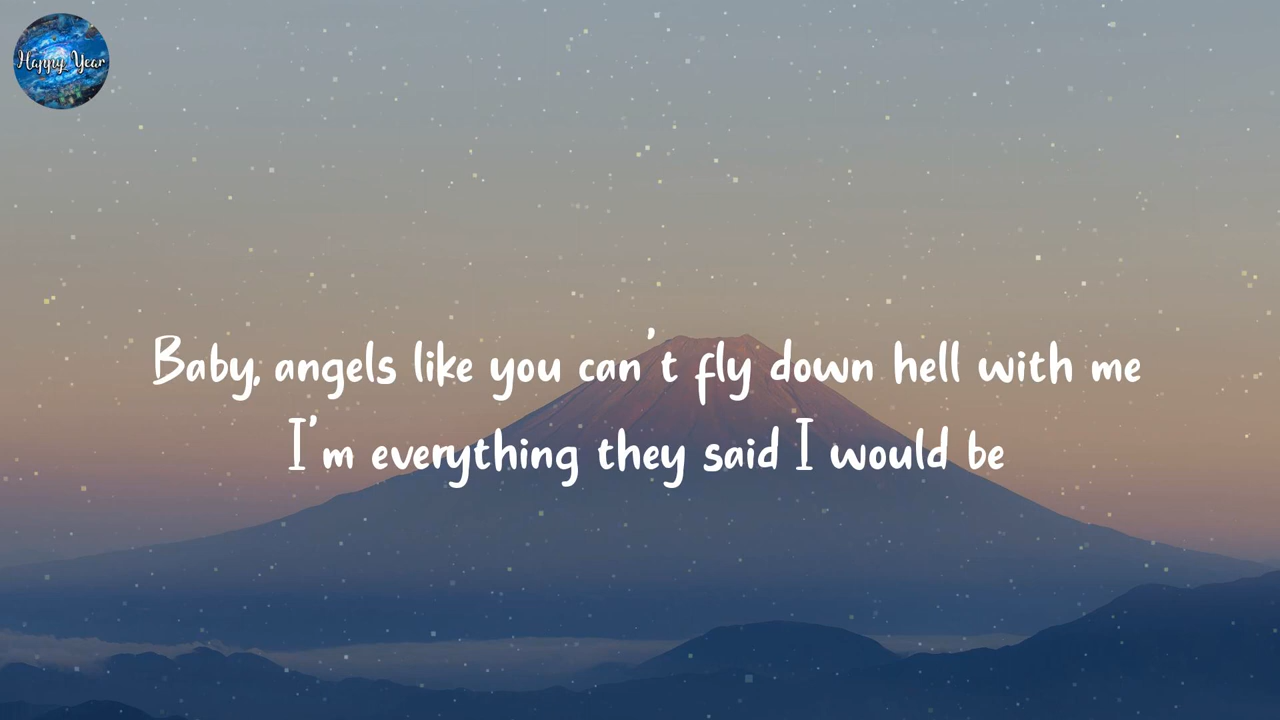 Happy Year
Baby, angels like you can't fly down hell with me
I'm everything they said I would be